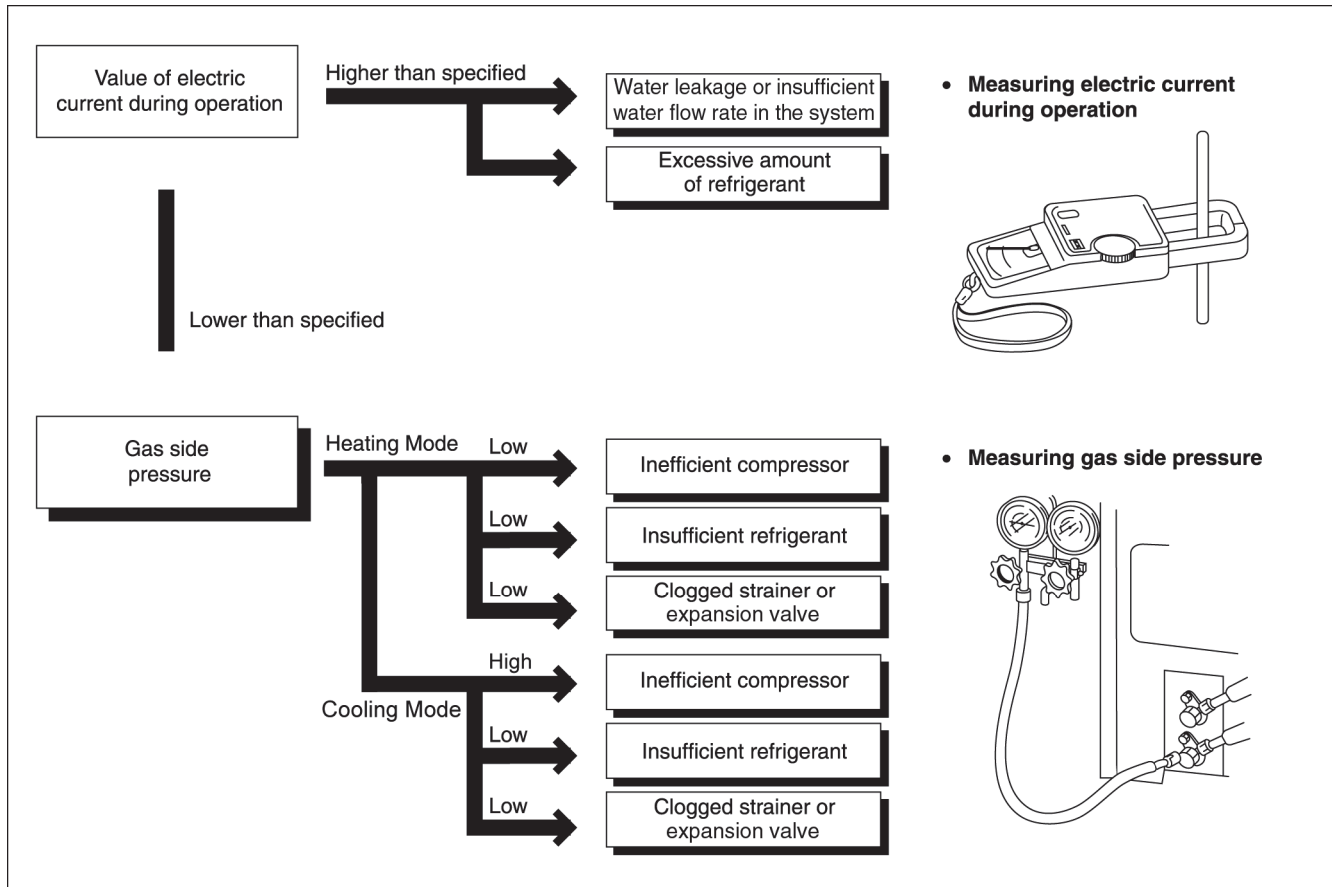 Value of electric
current during operation
Higher than specified
Water leakage or insufficient
water flow rate in the system
Excessive amount
of refrigerant
• Measuring electric current
during operation
Lower than specified
Gas side
pressure
Heating Mode
Low
Inefficient compressor
Low
Insufficient refrigerant
Low
Clogged strainer or
expansion valve
High
Inefficient compressor
Cooling Mode
Low
Insufficient refrigerant
Low
Clogged strainer or
expansion valve
• Measuring gas side pressure